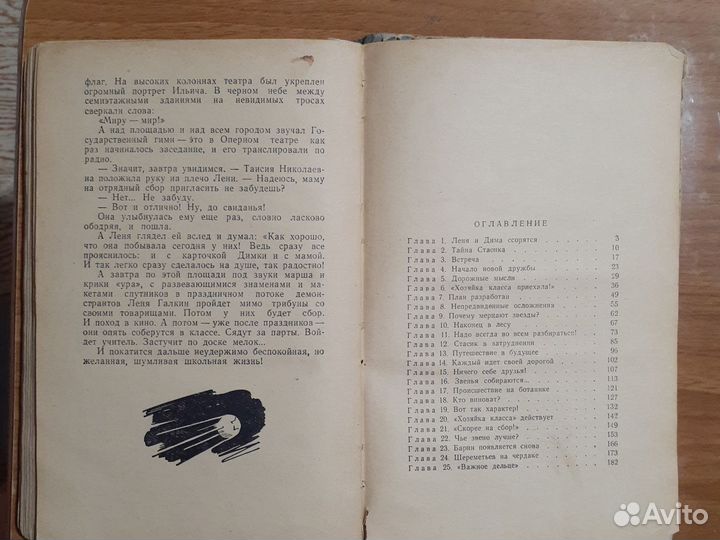 флаг. На высоких колоннах театра был укреплен
огромный портрет Ильича. В черном небе между
семиэтажными зданиями на невидимых тросах
сверкали слова:
«Миру — мир!»
А над площадью и над всем городом звучал Го-
сударственный гимн — это в Оперном театре как
раз начиналось заседание, и его транслировали по
радио.
— Значит, завтра увидимся. — Таисия Николаев-
на положила руку на плечо Лени. — Надеюсь, маму
на отрядный сбор пригласить не забудешь?
— Нет... Не забуду.
— Вот и отлично! Ну, до свиданья!
Она улыбнулась ему еще раз, словно ласково
ободряя, и пошла.
А Леня глядел ей вслед и думал: «Как хорошо,
что она побывала сегодня у них! Ведь сразу все
прояснилось: и с карточкой Димки и с мамой.
И так легко сразу сделалось на душе, так радостно!
А завтра по этой площади под звуки марша и
крики «ура», с развевающимися знаменами и ма-
кетами спутников в праздничном потоке демон-
странтов Леня Галкин пройдет мимо трибуны со
своими товарищами. Потом у них будет сбор.
И поход в кино. А потом — уже после праздников —
они опять соберутся в классе. Сядут за парты. Вой-
дет учитель. Застучит по доске мелок...
И покатится дальше неудержимо беспокойная, но
желанная, шумливая школьная жизнь!
ОГЛАВЛЕНИЕ
Глава 1. Леня и Дима ссорятся . . . . . . 3
Глава 2. Тайна Стасика . . . . . . 10
Глава 3. Встреча . . . . . . 17
Глава 4. Начало новой дружбы . . . . . . 23
Глава 5. Дорожные мысли . . . . . . 29
Глава 6. «Хозяйка класса приехала!» . . . . . . 36
Глава 7. План разработан . . . . . . 49
Глава 8. Непредвиденные осложнения . . . . . . 55
Глава 9. Почему мерцают звезды? . . . . . . 62
Глава 10. Наконец в лесу . . . . . . 67
Глава 11. Надо всегда во всем разбираться! . . . . . . 73
Глава 12. Стасик в затруднении . . . . . . 85
Глава 13. Путешествие в будущее . . . . . . 96
Глава 14. Каждый идет своей дорогой . . . . . . 102
Глава 15. Ничего себе друзья! . . . . . . 107
Глава 16. Звенья собираются... . . . . . . 113
Глава 17. Происшествие на ботанике . . . . . . 121
Глава 18. Кто виноват? . . . . . . 127
Глава 19. Вот так характер! . . . . . . 132
Глава 20. «Хозяйка класса» действует . . . . . . 142
Глава 21. «Скорее на сбор!» . . . . . . 149
Глава 22. Чье звено лучше? . . . . . . 153
Глава 23. Барин появляется снова . . . . . . 166
Глава 24. Шереметьев на чердаке . . . . . . 173
Глава 25. «Важное дельце» . . . . . . 182
Avito